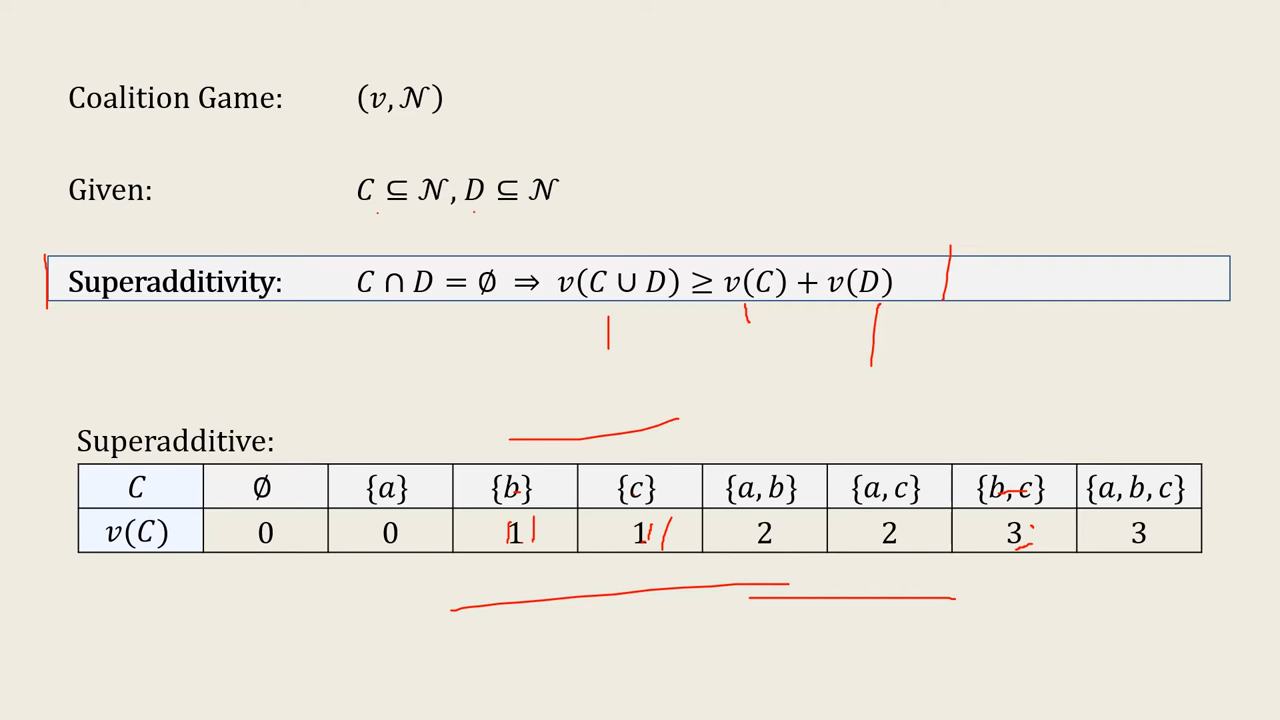 Coalition Game: (v, 𝒩)
Given: C ⊆ 𝒩, D ⊆ 𝒩
Superadditivity: C ∩ D = ∅ ⇒ v(C ∪ D) ≥ v(C) + v(D)
Superadditive:
C ∅ {a} {b} {c} {a, b} {a, c} {b, c} {a, b, c}
v(C) 0 0 1 1 2 2 3 3